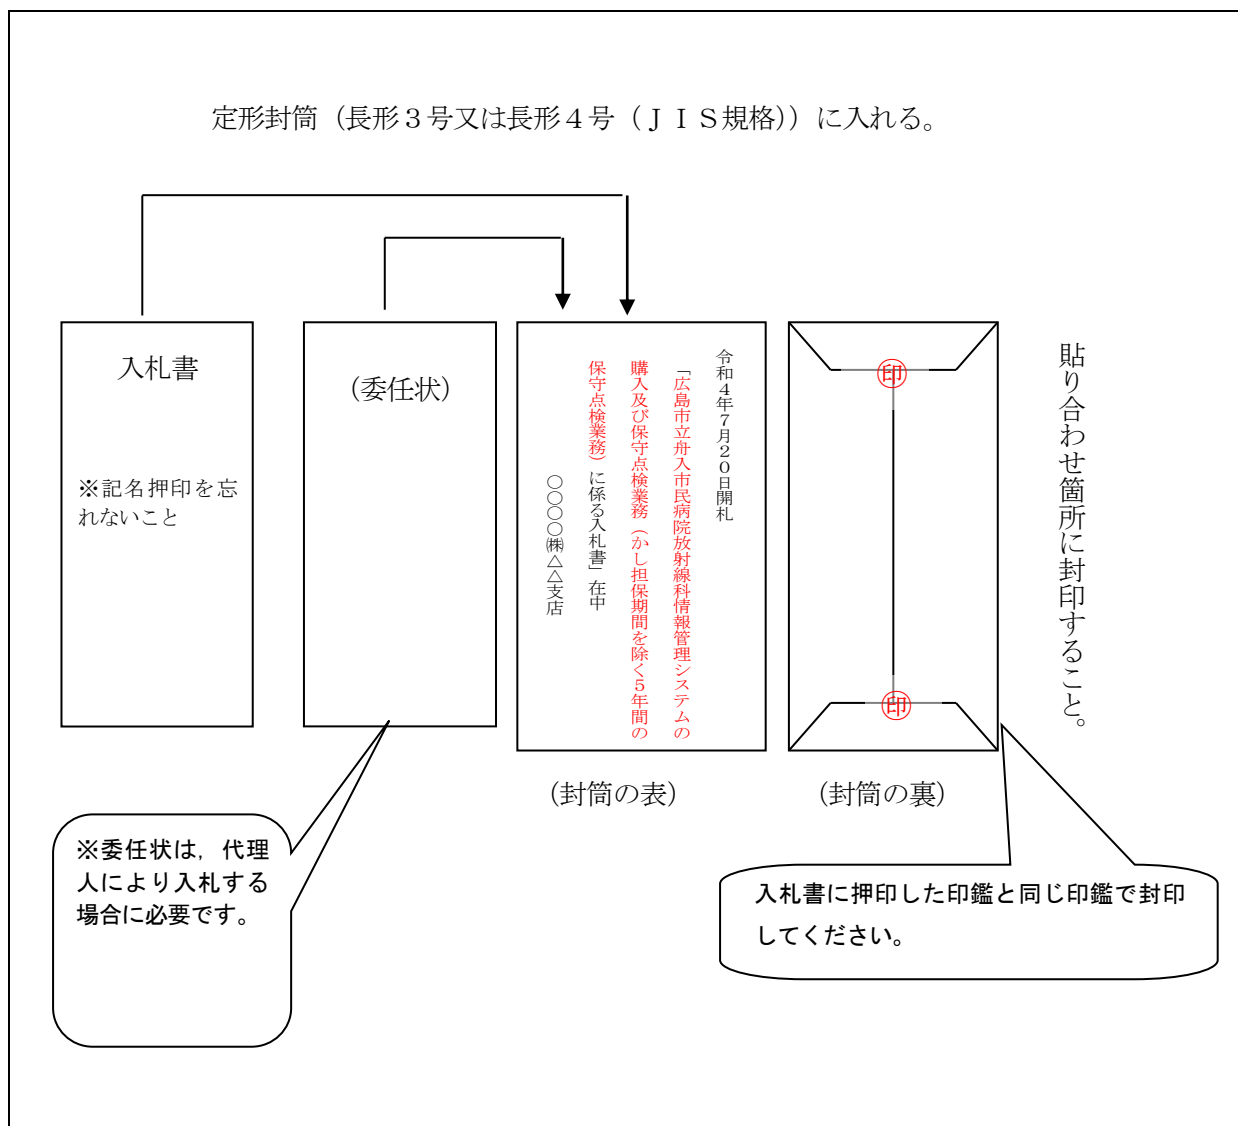 定形封筒（長形３号又は長形４号（ＪＩＳ規格））に入れる。
入札書
※記名押印を忘
れないこと
（委任状）
令和４年７月２０日開札
「広島市立舟入市民病院放射線科情報管理システムの
購入及び保守点検業務（かし担保期間を除く５年間の
保守点検業務）に係る入札書」在中
〇〇〇〇㈱△△支店
印
印
貼り合わせ箇所に封印すること。
（封筒の表）
（封筒の裏）
※委任状は，代理
人により入札する
場合に必要です。
入札書に押印した印鑑と同じ印鑑で封印
してください。